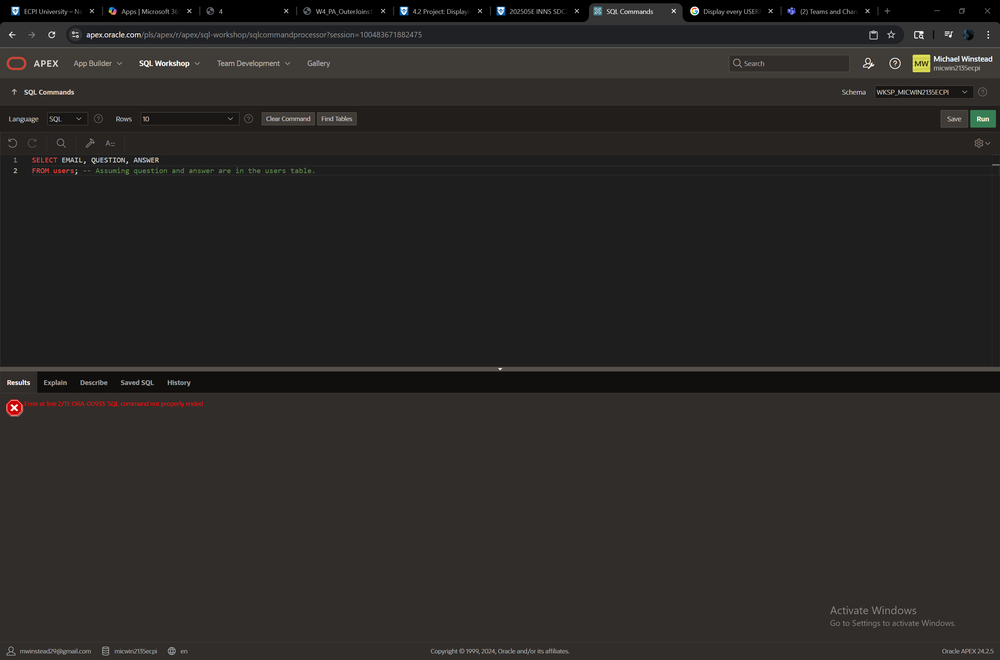 ECPI University – Ne
Apps | Microsoft 365
4
W4_PA_OuterJoins1
4.2 Project: Displayi
202505E INNS SDC2
SQL Commands
Display every USER
(2) Teams and Chan
apex.oracle.com/pls/apex/r/apex/sql-workshop/sqlcommandprocessor?session=100483671882475
APEX App Builder SQL Workshop Team Development Gallery Search MW Michael Winstead
micwin2135ecpi
SQL Commands Schema WKSP_MICWIN2135ECPI
Language SQL Rows 10 Clear Command Find Tables Save Run
1 SELECT EMAIL, QUESTION, ANSWER
2 FROM users; -- Assuming question and answer are in the users table.
Results Explain Describe Saved SQL History
Error at line 2/11: ORA-00933: SQL command not properly ended
Activate Windows
Go to Settings to activate Windows.
mwinstead29@gmail.com micwin2135ecpi en Copyright © 1999, 2024, Oracle and/or its affiliates. Oracle APEX 24.2.5